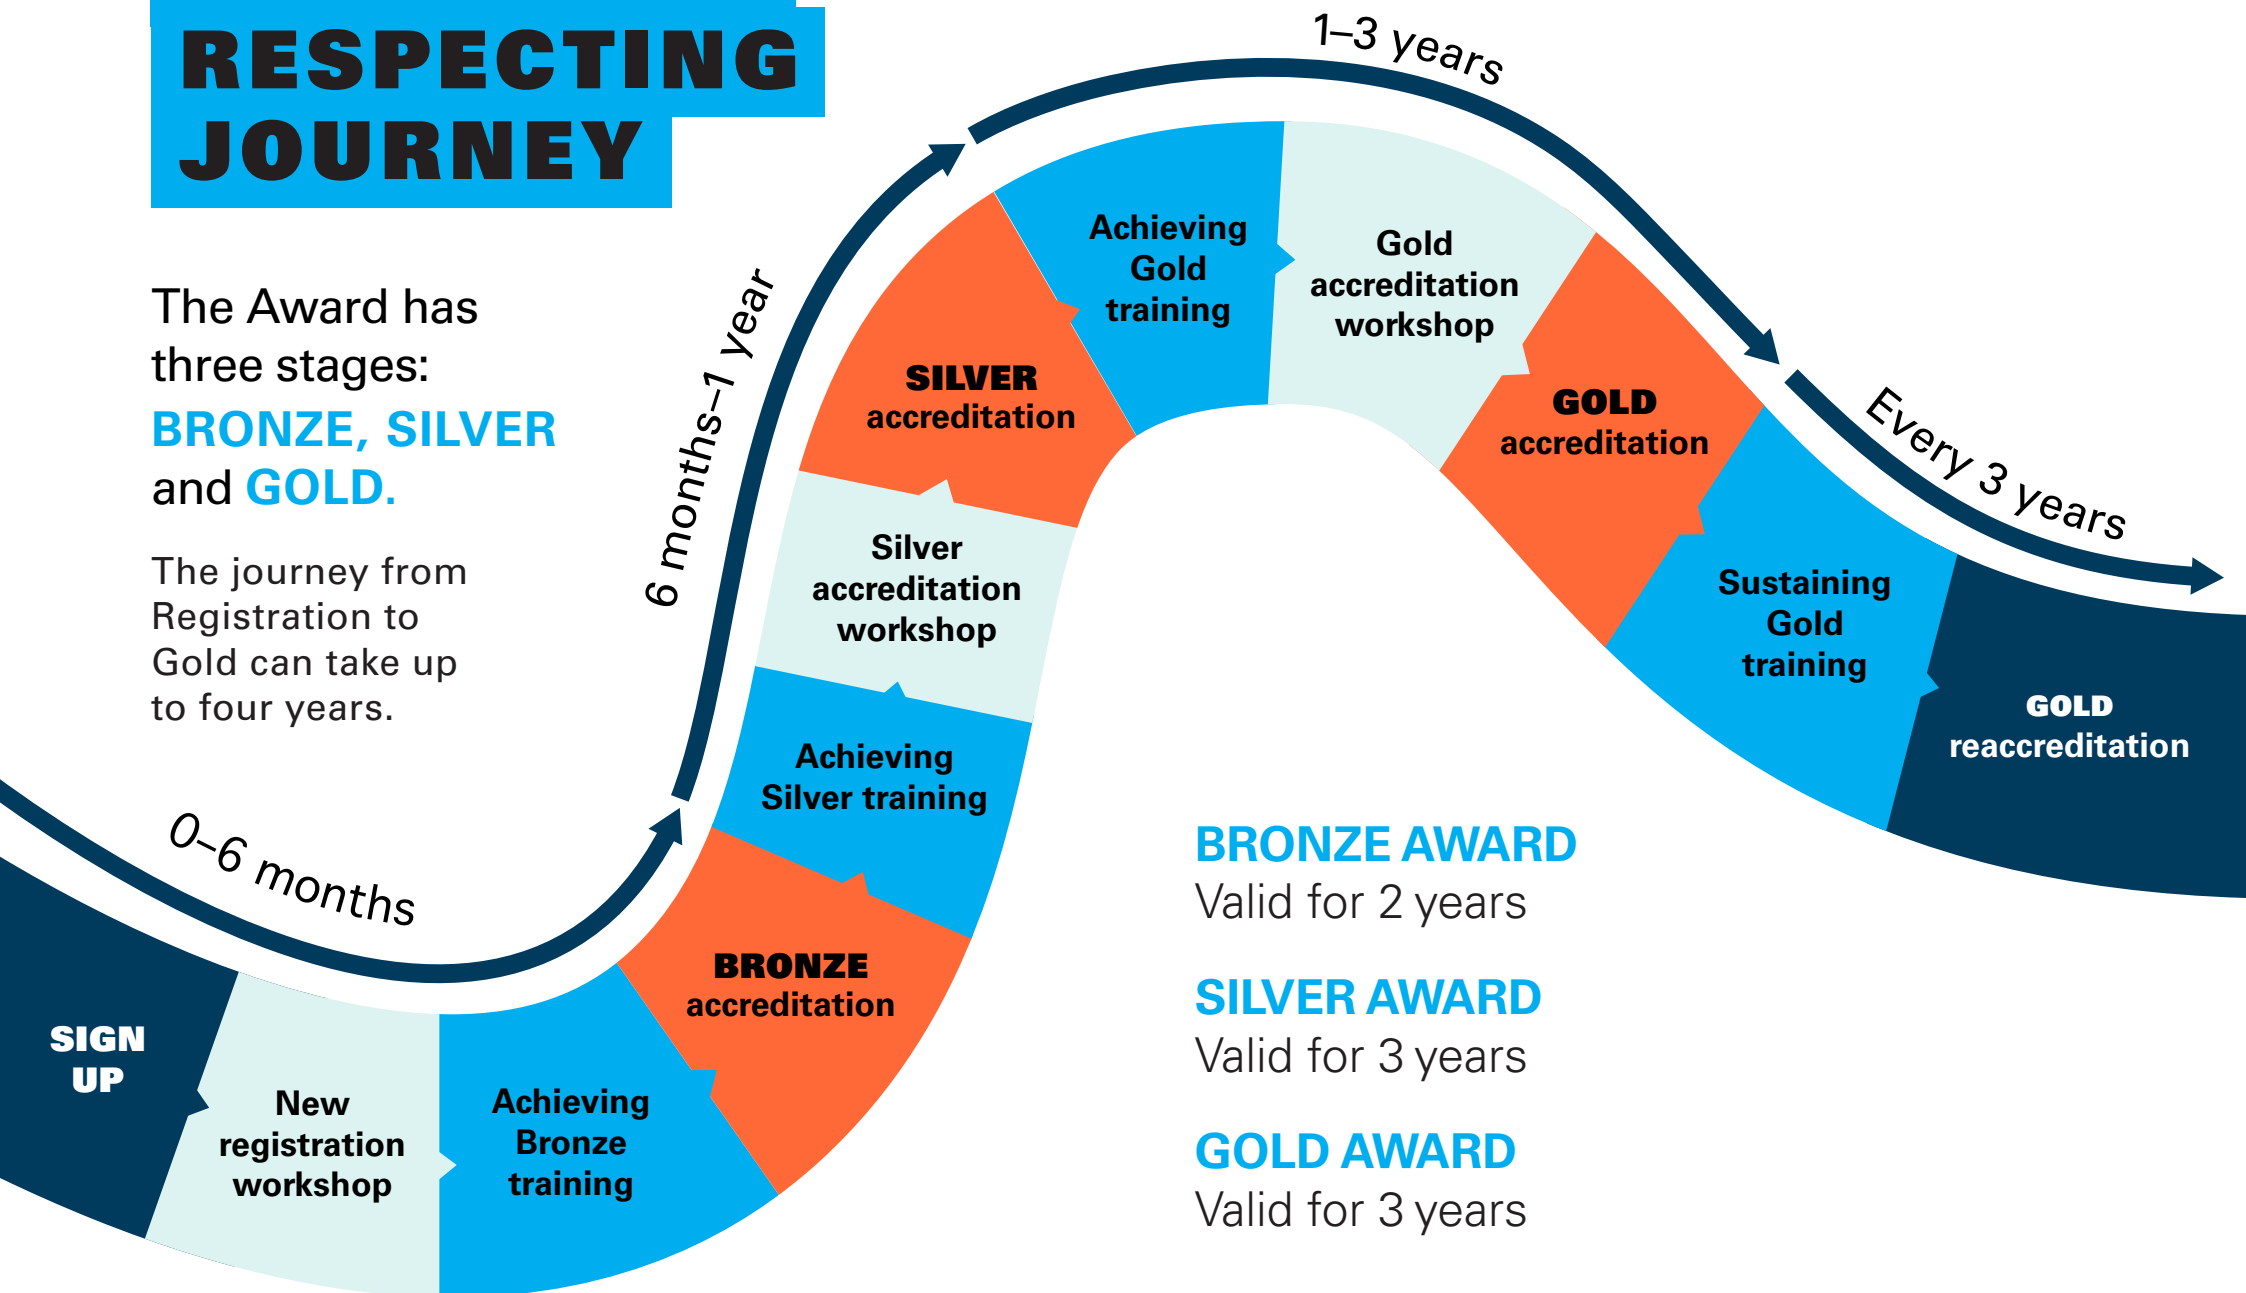 RESPECTING
JOURNEY
The Award has
three stages:
BRONZE, SILVER
and GOLD.
The journey from
Registration to
Gold can take up
to four years.
0–6 months
6 months–1 year
1–3 years
Every 3 years
SIGN
UP
New
registration
workshop
Achieving
Bronze
training
BRONZE
accreditation
Achieving
Silver training
Silver
accreditation
workshop
SILVER
accreditation
Achieving
Gold
training
Gold
accreditation
workshop
GOLD
accreditation
Sustaining
Gold
training
GOLD
reaccreditation
BRONZE AWARD
Valid for 2 years
SILVER AWARD
Valid for 3 years
GOLD AWARD
Valid for 3 years